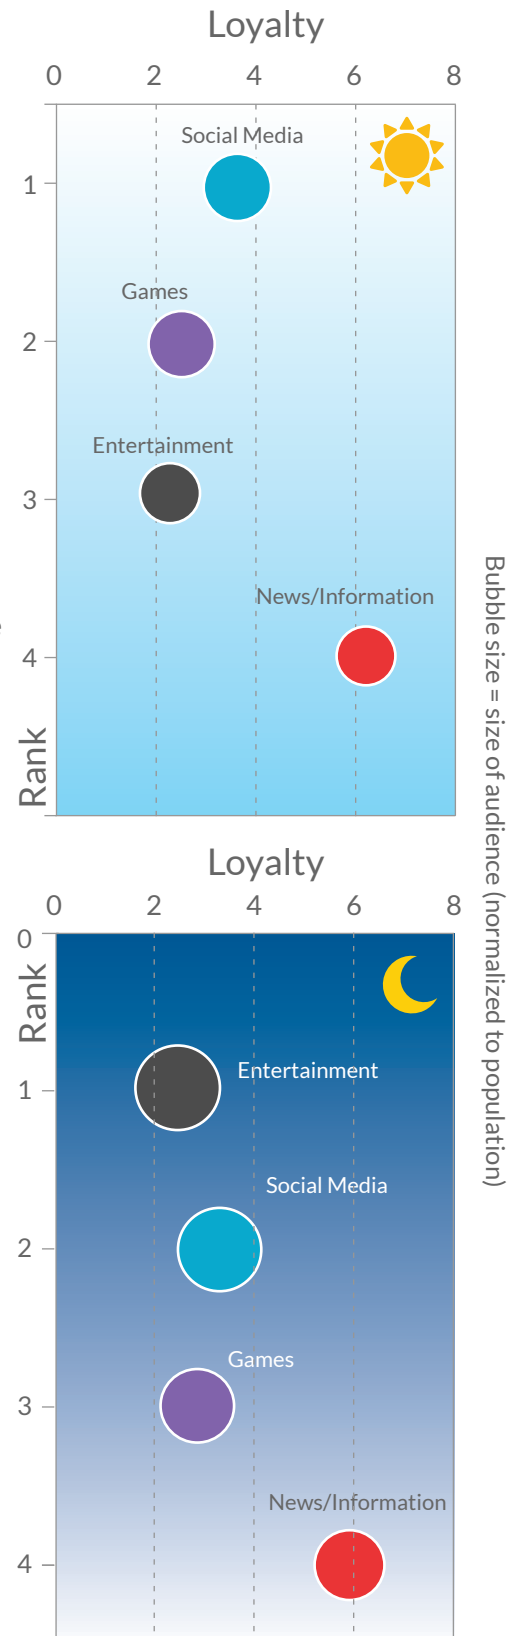 Loyalty
0 2 4 6 8
Social Media
1
Games
2
Entertainment
3
News/Information
4
Rank
Bubble size = size of audience (normalized to population)
Loyalty
0 2 4 6 8
0
Rank
Entertainment
1
Social Media
2
Games
3
News/Information
4